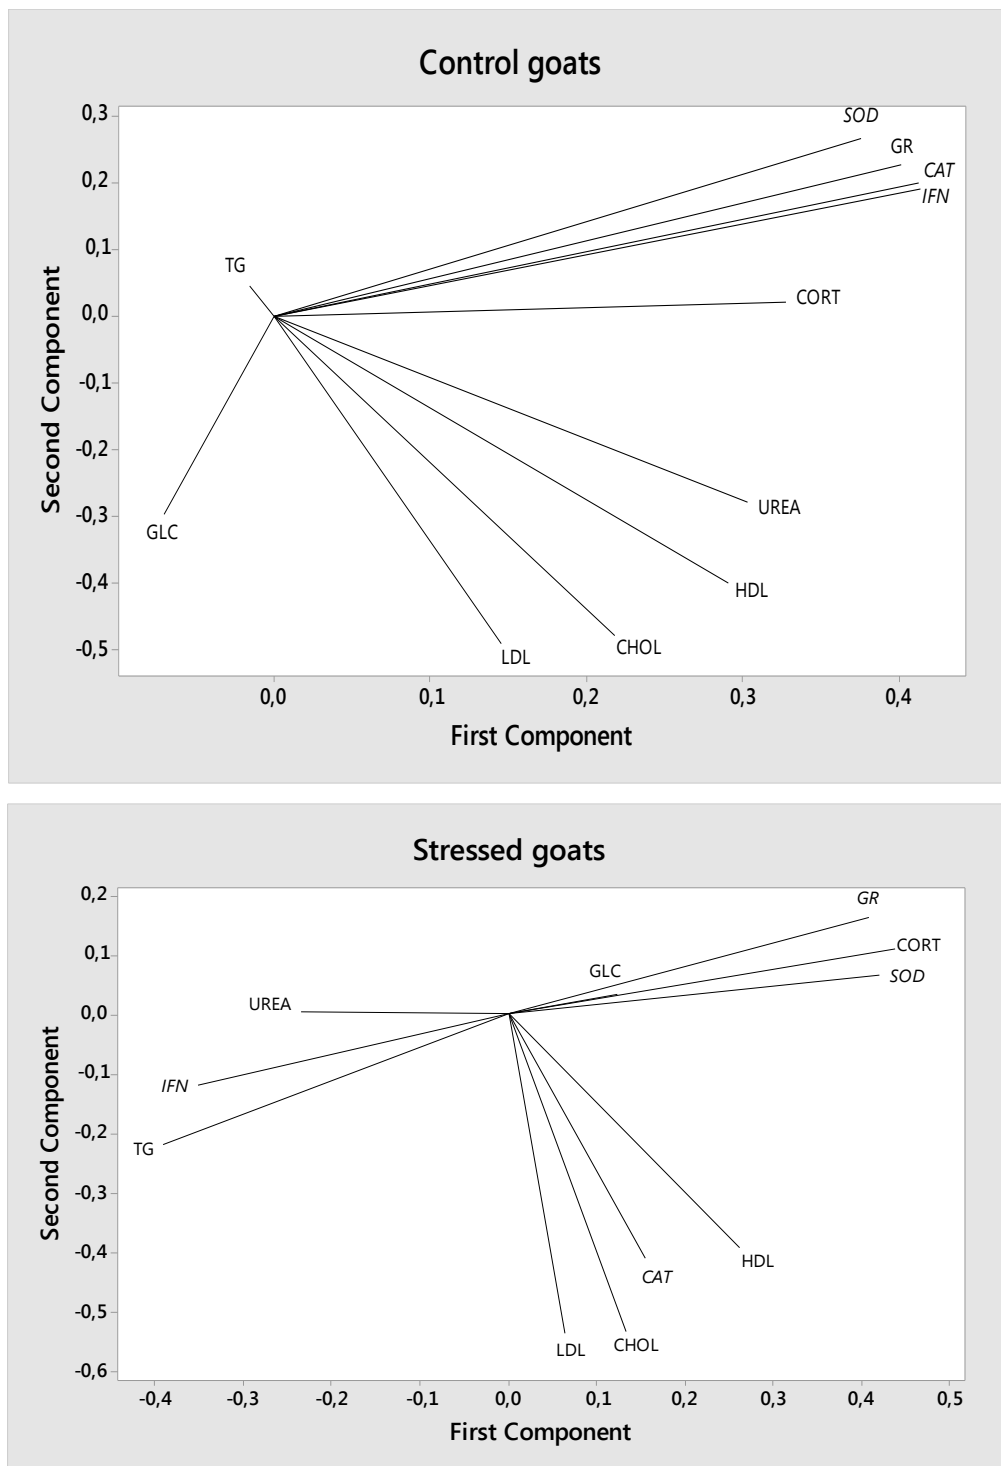 Control goats
0,3
0,2
0,1
0,0
-0,1
-0,2
-0,3
-0,4
-0,5
Second Component
SOD
GR
CAT
IFN
TG
CORT
UREA
GLC
HDL
CHOL
LDL
0,0 0,1 0,2 0,3 0,4
First Component
Stressed goats
0,2
0,1
0,0
-0,1
-0,2
-0,3
-0,4
-0,5
-0,6
Second Component
GR
CORT
GLC
SOD
UREA
IFN
TG
HDL
CAT
CHOL
LDL
-0,4 -0,3 -0,2 -0,1 0,0 0,1 0,2 0,3 0,4 0,5
First Component